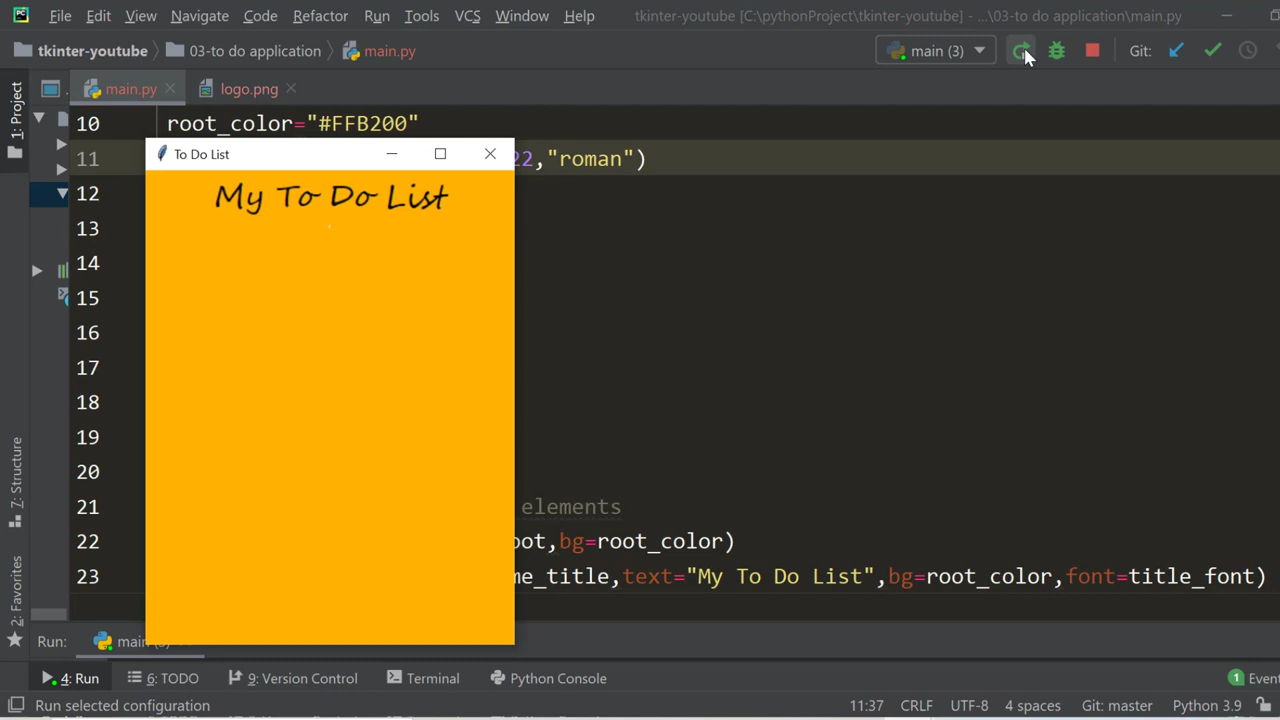 PC File Edit View Navigate Code Refactor Run Tools VCS Window Help tkinter-youtube [C:\pythonProject\tkinter-youtube] - ...\03-to do application\main.py
tkinter-youtube 03-to do application main.py main (3) Git:
main.py logo.png
1: Project
7: Structure
2: Favorites
10 root_color="#FFB200"
11 22,"roman")
12
13
14
15
16
17
18
19
20
21 elements
22 oot,bg=root_color)
23 me_title,text="My To Do List",bg=root_color,font=title_font)
To Do List
My To Do List
Run: main
4: Run 6: TODO 9: Version Control Terminal Python Console 1 Event
Run selected configuration 11:37 CRLF UTF-8 4 spaces Git: master Python 3.9